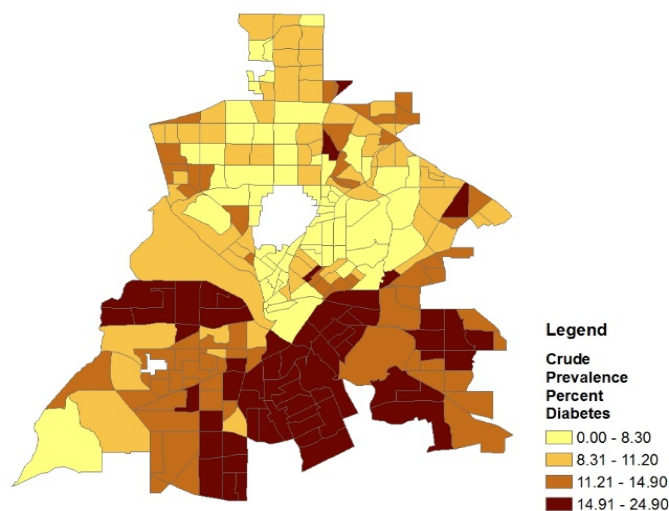 Legend
Crude
Prevalence
Percent
Diabetes
0.00 - 8.30
8.31 - 11.20
11.21 - 14.90
14.91 - 24.90